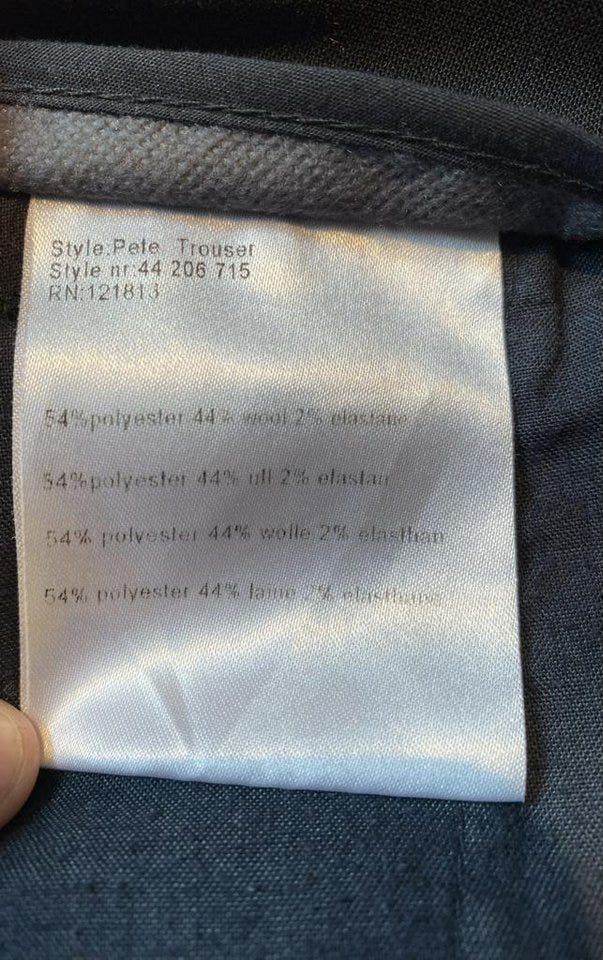 Style:Pete Trouser
Style nr:44 206 715
RN:121813
54%polyester 44% wool 2% elastane
54%polyester 44% ull 2% elastan
54% polyester 44% wolle 2% elasthan
54% polyester 44% laine 2% elasthane